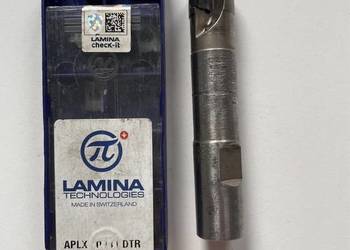 LAMINA
check-it
π
LAMINA
TECHNOLOGIES
MADE IN SWITZERLAND
APLX DTR